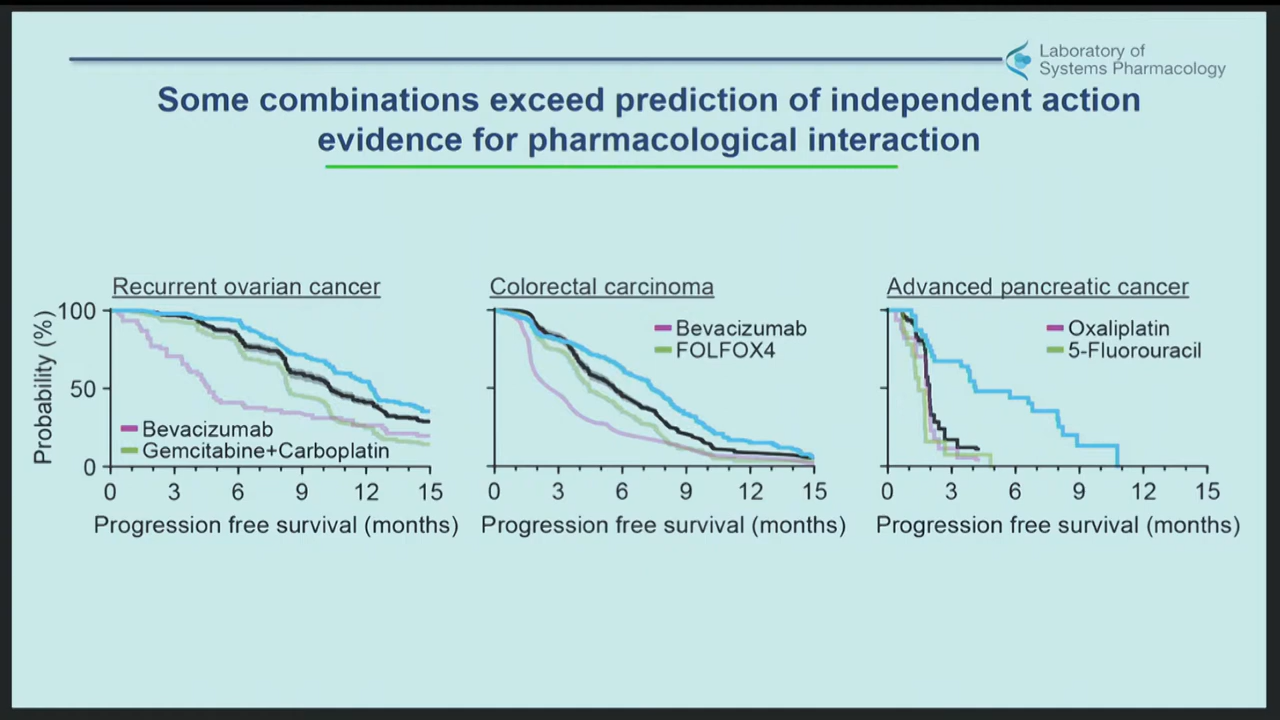 Laboratory of
Systems Pharmacology
Some combinations exceed prediction of independent action
evidence for pharmacological interaction
Recurrent ovarian cancer
Probability (%)
100
50
0
Bevacizumab
Gemcitabine+Carboplatin
0 3 6 9 12 15
Progression free survival (months)
Colorectal carcinoma
Bevacizumab
FOLFOX4
0 3 6 9 12 15
Progression free survival (months)
Advanced pancreatic cancer
Oxaliplatin
5-Fluorouracil
0 3 6 9 12 15
Progression free survival (months)